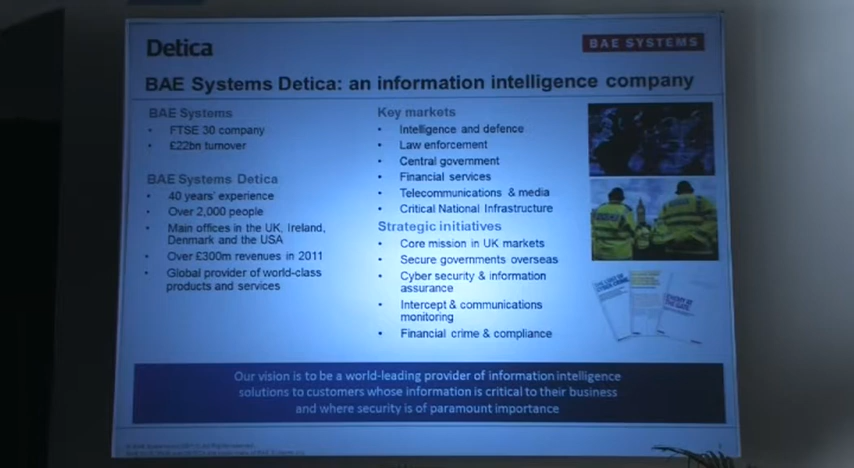 Detica
BAE SYSTEMS
BAE Systems Detica: an information intelligence company
BAE Systems
• FTSE 30 company
• £22bn turnover
BAE Systems Detica
• 40 years' experience
• Over 2,000 people
• Main offices in the UK, Ireland,
Denmark and the USA
• Over £300m revenues in 2011
• Global provider of world-class
products and services
Key markets
• Intelligence and defence
• Law enforcement
• Central government
• Financial services
• Telecommunications & media
• Critical National Infrastructure
Strategic initiatives
• Core mission in UK markets
• Secure governments overseas
• Cyber security & information
assurance
• Intercept & communications
monitoring
• Financial crime & compliance
Our vision is to be a world-leading provider of information intelligence
solutions to customers whose information is critical to their business
and where security is of paramount importance